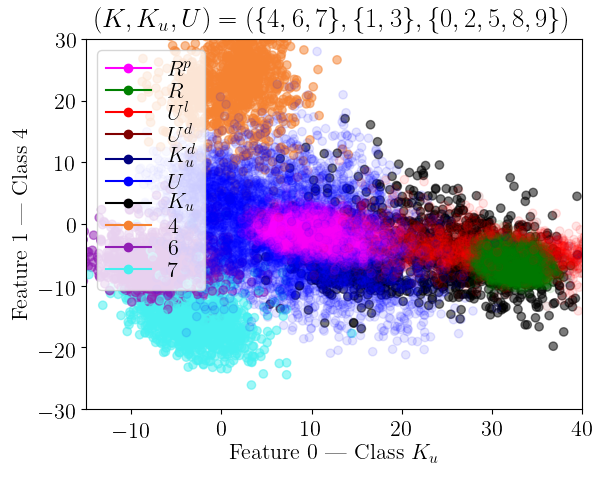 (K, K_u, U) = ({4, 6, 7}, {1, 3}, {0, 2, 5, 8, 9})
R^p
R
U^l
U^d
K_u^d
U
K_u
4
6
7
Feature 1 — Class 4
30
20
10
0
−10
−20
−30
−10 0 10 20 30 40
Feature 0 — Class K_u